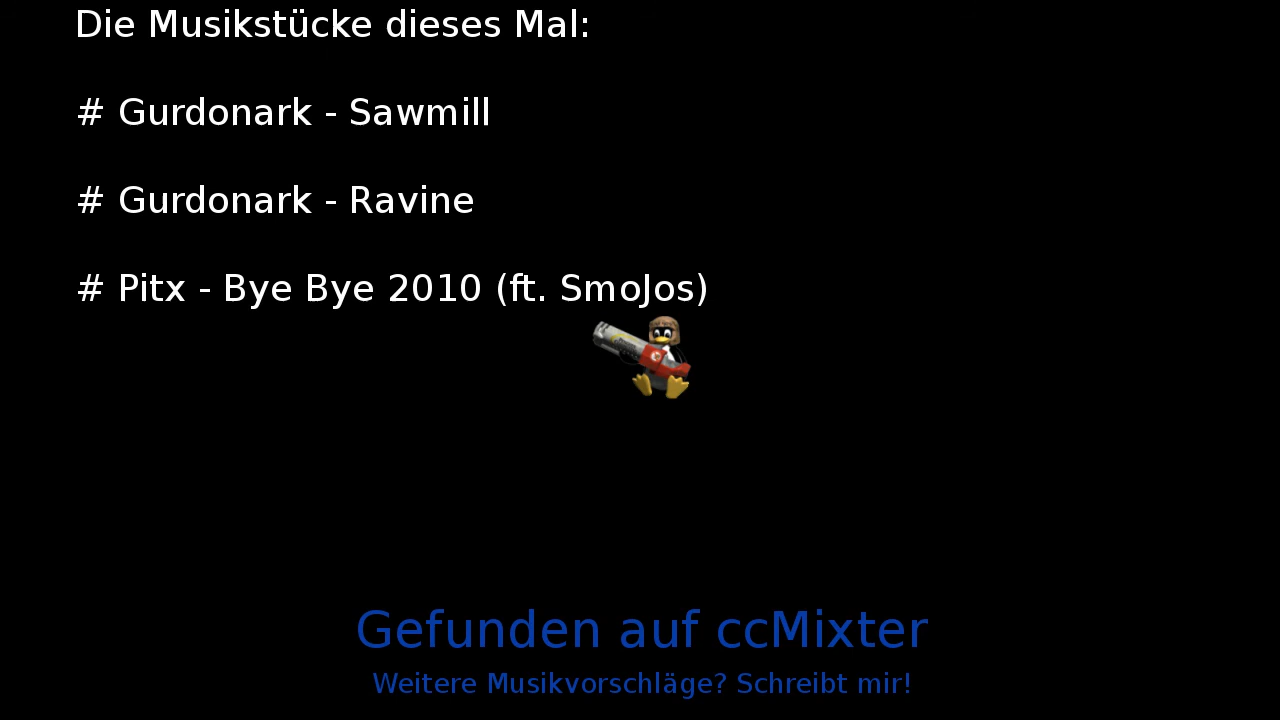 Die Musikstücke dieses Mal:
# Gurdonark - Sawmill
# Gurdonark - Ravine
# Pitx - Bye Bye 2010 (ft. SmoJos)
Gefunden auf ccMixter
Weitere Musikvorschläge? Schreibt mir!